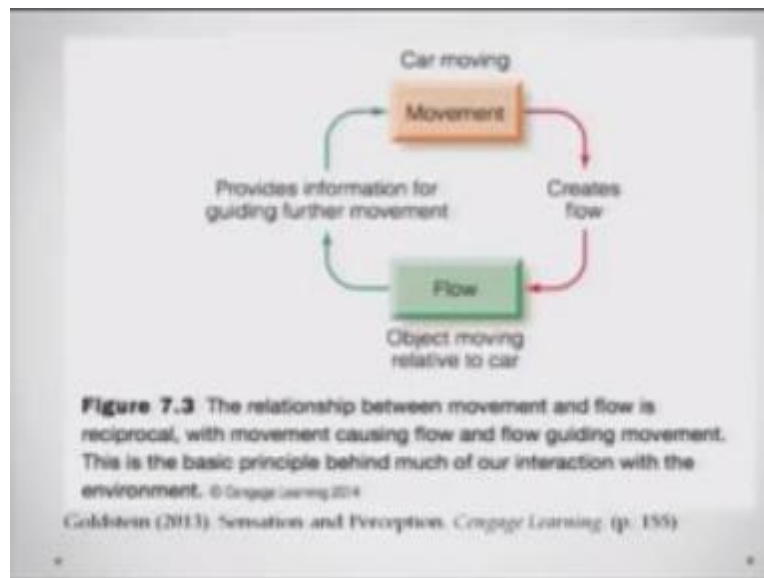 Car moving
Movement
Provides information for
guiding further movement
Creates
flow
Flow
Object moving
relative to car
Figure 7.3 The relationship between movement and flow is
reciprocal, with movement causing flow and flow guiding movement.
This is the basic principle behind much of our interaction with the
environment. © Cengage Learning 2014
Goldstein (2013). Sensation and Perception. Cengage Learning. (p. 155)